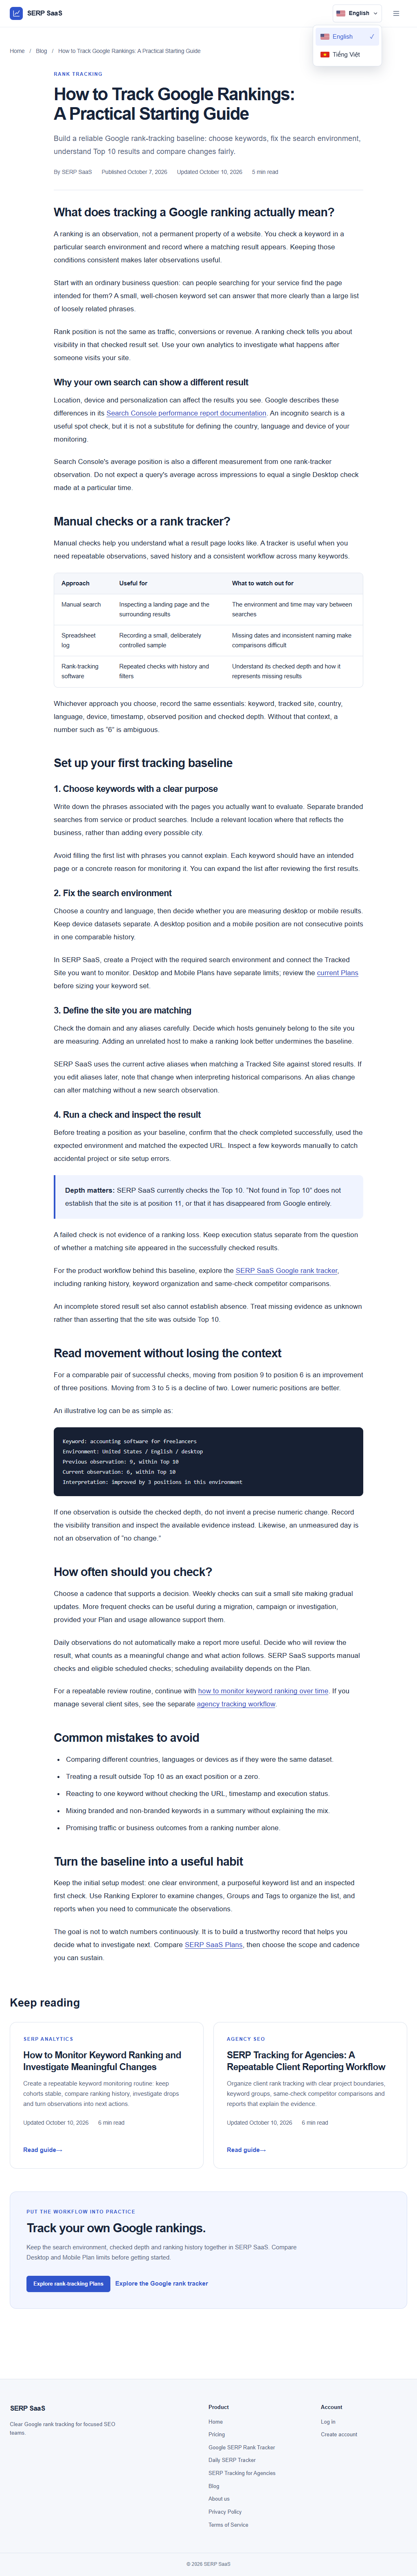 SERP SaaS
English
English ✓
Tiếng Việt
Home / Blog / How to Track Google Rankings: A Practical Starting Guide
RANK TRACKING
How to Track Google Rankings:
A Practical Starting Guide
Build a reliable Google rank-tracking baseline: choose keywords, fix the search environment,
understand Top 10 results and compare changes fairly.
By SERP SaaS Published October 7, 2026 Updated October 10, 2026 5 min read
What does tracking a Google ranking actually mean?
A ranking is an observation, not a permanent property of a website. You check a keyword in a
particular search environment and record where a matching result appears. Keeping those
conditions consistent makes later observations useful.
Start with an ordinary business question: can people searching for your service find the page
intended for them? A small, well-chosen keyword set can answer that more clearly than a large list
of loosely related phrases.
Rank position is not the same as traffic, conversions or revenue. A ranking check tells you about
visibility in that checked result set. Use your own analytics to investigate what happens after
someone visits your site.
Why your own search can show a different result
Location, device and personalization can affect the results you see. Google describes these
differences in its Search Console performance report documentation. An incognito search is a
useful spot check, but it is not a substitute for defining the country, language and device of your
monitoring.
Search Console's average position is also a different measurement from one rank-tracker
observation. Do not expect a query's average across impressions to equal a single Desktop check
made at a particular time.
Manual checks or a rank tracker?
Manual checks help you understand what a result page looks like. A tracker is useful when you
need repeatable observations, saved history and a consistent workflow across many keywords.
Approach Useful for What to watch out for
Manual search Inspecting a landing page and the surrounding results The environment and time may vary between searches
Spreadsheet log Recording a small, deliberately controlled sample Missing dates and inconsistent naming make comparisons difficult
Rank-tracking software Repeated checks with history and filters Understand its checked depth and how it represents missing results
Whichever approach you choose, record the same essentials: keyword, tracked site, country,
language, device, timestamp, observed position and checked depth. Without that context, a
number such as "6" is ambiguous.
Set up your first tracking baseline
1. Choose keywords with a clear purpose
Write down the phrases associated with the pages you actually want to evaluate. Separate branded
searches from service or product searches. Include a relevant location where that reflects the
business, rather than adding every possible city.
Avoid filling the first list with phrases you cannot explain. Each keyword should have an intended
page or a concrete reason for monitoring it. You can expand the list after reviewing the first results.
2. Fix the search environment
Choose a country and language, then decide whether you are measuring desktop or mobile results.
Keep device datasets separate. A desktop position and a mobile position are not consecutive points
in one comparable history.
In SERP SaaS, create a Project with the required search environment and connect the Tracked
Site you want to monitor. Desktop and Mobile Plans have separate limits; review the current Plans
before sizing your keyword set.
3. Define the site you are matching
Check the domain and any aliases carefully. Decide which hosts genuinely belong to the site you
are measuring. Adding an unrelated host to make a ranking look better undermines the baseline.
SERP SaaS uses the current active aliases when matching a Tracked Site against stored results. If
you edit aliases later, note that change when interpreting historical comparisons. An alias change
can alter matching without a new search observation.
4. Run a check and inspect the result
Before treating a position as your baseline, confirm that the check completed successfully, used the
expected environment and matched the expected URL. Inspect a few keywords manually to catch
accidental project or site setup errors.
Depth matters: SERP SaaS currently checks the Top 10. "Not found in Top 10" does not
establish that the site is at position 11, or that it has disappeared from Google entirely.
A failed check is not evidence of a ranking loss. Keep execution status separate from the question
of whether a matching site appeared in the successfully checked results.
For the product workflow behind this baseline, explore the SERP SaaS Google rank tracker,
including ranking history, keyword organization and same-check competitor comparisons.
An incomplete stored result set also cannot establish absence. Treat missing evidence as unknown
rather than asserting that the site was outside Top 10.
Read movement without losing the context
For a comparable pair of successful checks, moving from position 9 to position 6 is an improvement
of three positions. Moving from 3 to 5 is a decline of two. Lower numeric positions are better.
An illustrative log can be as simple as:
Keyword: accounting software for freelancers
Environment: United States / English / desktop
Previous observation: 9, within Top 10
Current observation: 6, within Top 10
Interpretation: improved by 3 positions in this environment
If one observation is outside the checked depth, do not invent a precise numeric change. Record
the visibility transition and inspect the available evidence instead. Likewise, an unmeasured day is
not an observation of "no change."
How often should you check?
Choose a cadence that supports a decision. Weekly checks can suit a small site making gradual
updates. More frequent checks can be useful during a migration, campaign or investigation,
provided your Plan and usage allowance support them.
Daily observations do not automatically make a report more useful. Decide who will review the
result, what counts as a meaningful change and what action follows. SERP SaaS supports manual
checks and eligible scheduled checks; scheduling availability depends on the Plan.
For a repeatable review routine, continue with how to monitor keyword ranking over time. If you
manage several client sites, see the separate agency tracking workflow.
Common mistakes to avoid
• Comparing different countries, languages or devices as if they were the same dataset.
• Treating a result outside Top 10 as an exact position or a zero.
• Reacting to one keyword without checking the URL, timestamp and execution status.
• Mixing branded and non-branded keywords in a summary without explaining the mix.
• Promising traffic or business outcomes from a ranking number alone.
Turn the baseline into a useful habit
Keep the initial setup modest: one clear environment, a purposeful keyword list and an inspected
first check. Use Ranking Explorer to examine changes, Groups and Tags to organize the list, and
reports when you need to communicate the observations.
The goal is not to watch numbers continuously. It is to build a trustworthy record that helps you
decide what to investigate next. Compare SERP SaaS Plans, then choose the scope and cadence
you can sustain.
Keep reading
SERP ANALYTICS
How to Monitor Keyword Ranking and
Investigate Meaningful Changes
Create a repeatable keyword monitoring routine: keep
cohorts stable, compare ranking history, investigate drops
and turn observations into next actions.
Updated October 10, 2026 6 min read
Read guide→
AGENCY SEO
SERP Tracking for Agencies: A
Repeatable Client Reporting Workflow
Organize client rank tracking with clear project boundaries,
keyword groups, same-check competitor comparisons and
reports that explain the evidence.
Updated October 10, 2026 6 min read
Read guide→
PUT THE WORKFLOW INTO PRACTICE
Track your own Google rankings.
Keep the search environment, checked depth and ranking history together in SERP SaaS. Compare
Desktop and Mobile Plan limits before getting started.
Explore rank-tracking Plans Explore the Google rank tracker
SERP SaaS
Clear Google rank tracking for focused SEO
teams.
Product
Home
Pricing
Google SERP Rank Tracker
Daily SERP Tracker
SERP Tracking for Agencies
Blog
About us
Privacy Policy
Terms of Service
Account
Log in
Create account
© 2026 SERP SaaS